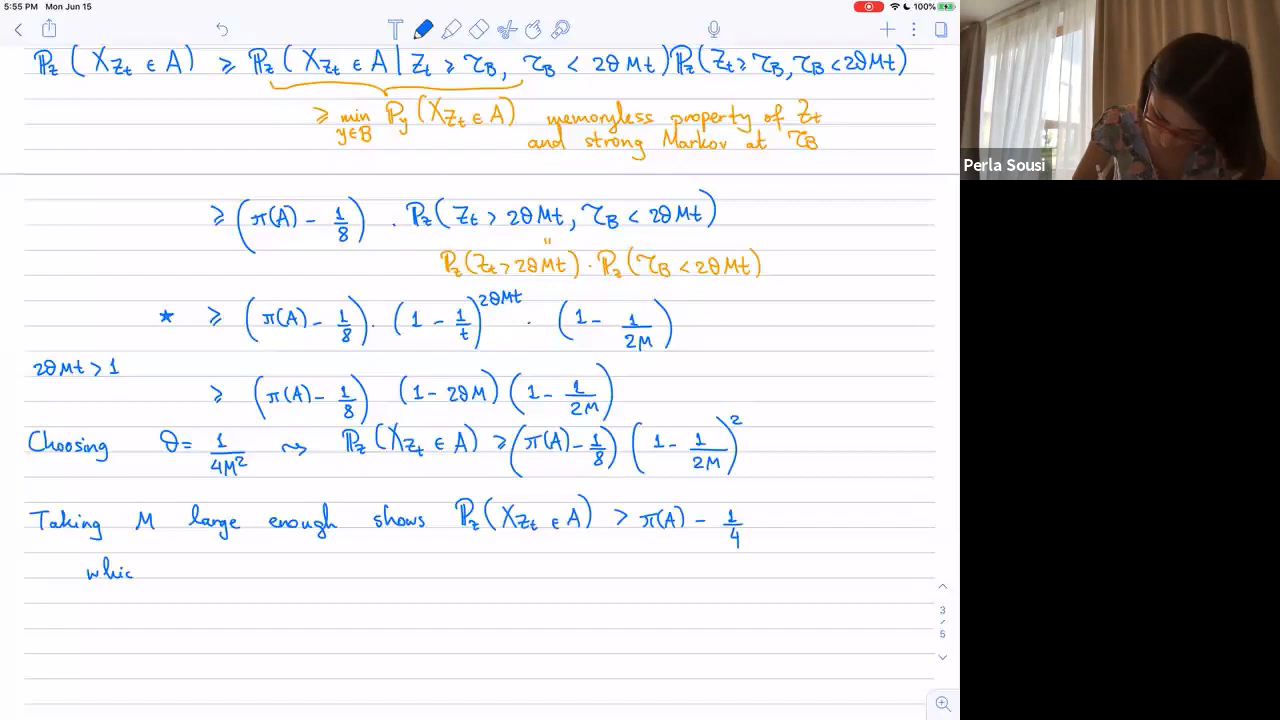 5:55 PM Mon Jun 15
100%
ℙ_z ( X_{Z_t} ∈ A ) ≥ ℙ_z ( X_{Z_t} ∈ A | Z_t ≥ τ_B, τ_B < 2θMt ) ℙ_z ( Z_t ≥ τ_B, τ_B < 2θMt )
≥ min_{y∈B} ℙ_y ( X_{Z_t} ∈ A ) memoryless property of Z_t
and strong Markov at τ_B
≥ ( π(A) - 1/8 ) . ℙ_z ( Z_t > 2θMt, τ_B < 2θMt )
"
ℙ_z ( Z_t > 2θMt ) . ℙ_z ( τ_B < 2θMt )
* ≥ ( π(A) - 1/8 ) . ( 1 - 1/t )^{2θMt} . ( 1 - 1/2M )
2θMt > 1
≥ ( π(A) - 1/8 ) ( 1 - 2θM ) ( 1 - 1/2M )
Choosing θ = 1/4M² ⇝ ℙ_z ( X_{Z_t} ∈ A ) ≥ ( π(A) - 1/8 ) ( 1 - 1/2M )²
Taking M large enough shows ℙ_z ( X_{Z_t} ∈ A ) > π(A) - 1/4
whic
3
/
5
Perla Sousi